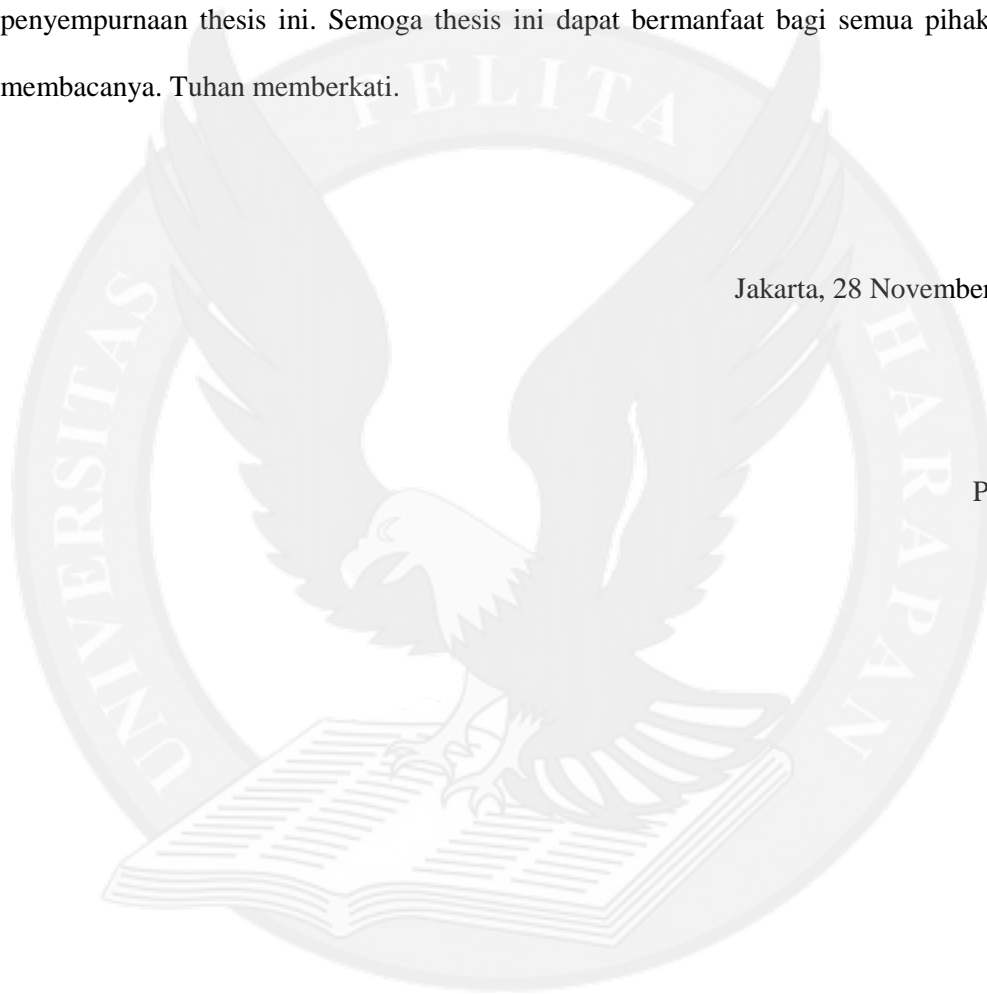 penyempurnaan thesis ini. Semoga thesis ini dapat bermanfaat bagi semua pihak
membacanya. Tuhan memberkati.
PELITA
Jakarta, 28 November
UNIVERSITAS
HARAPAN
P